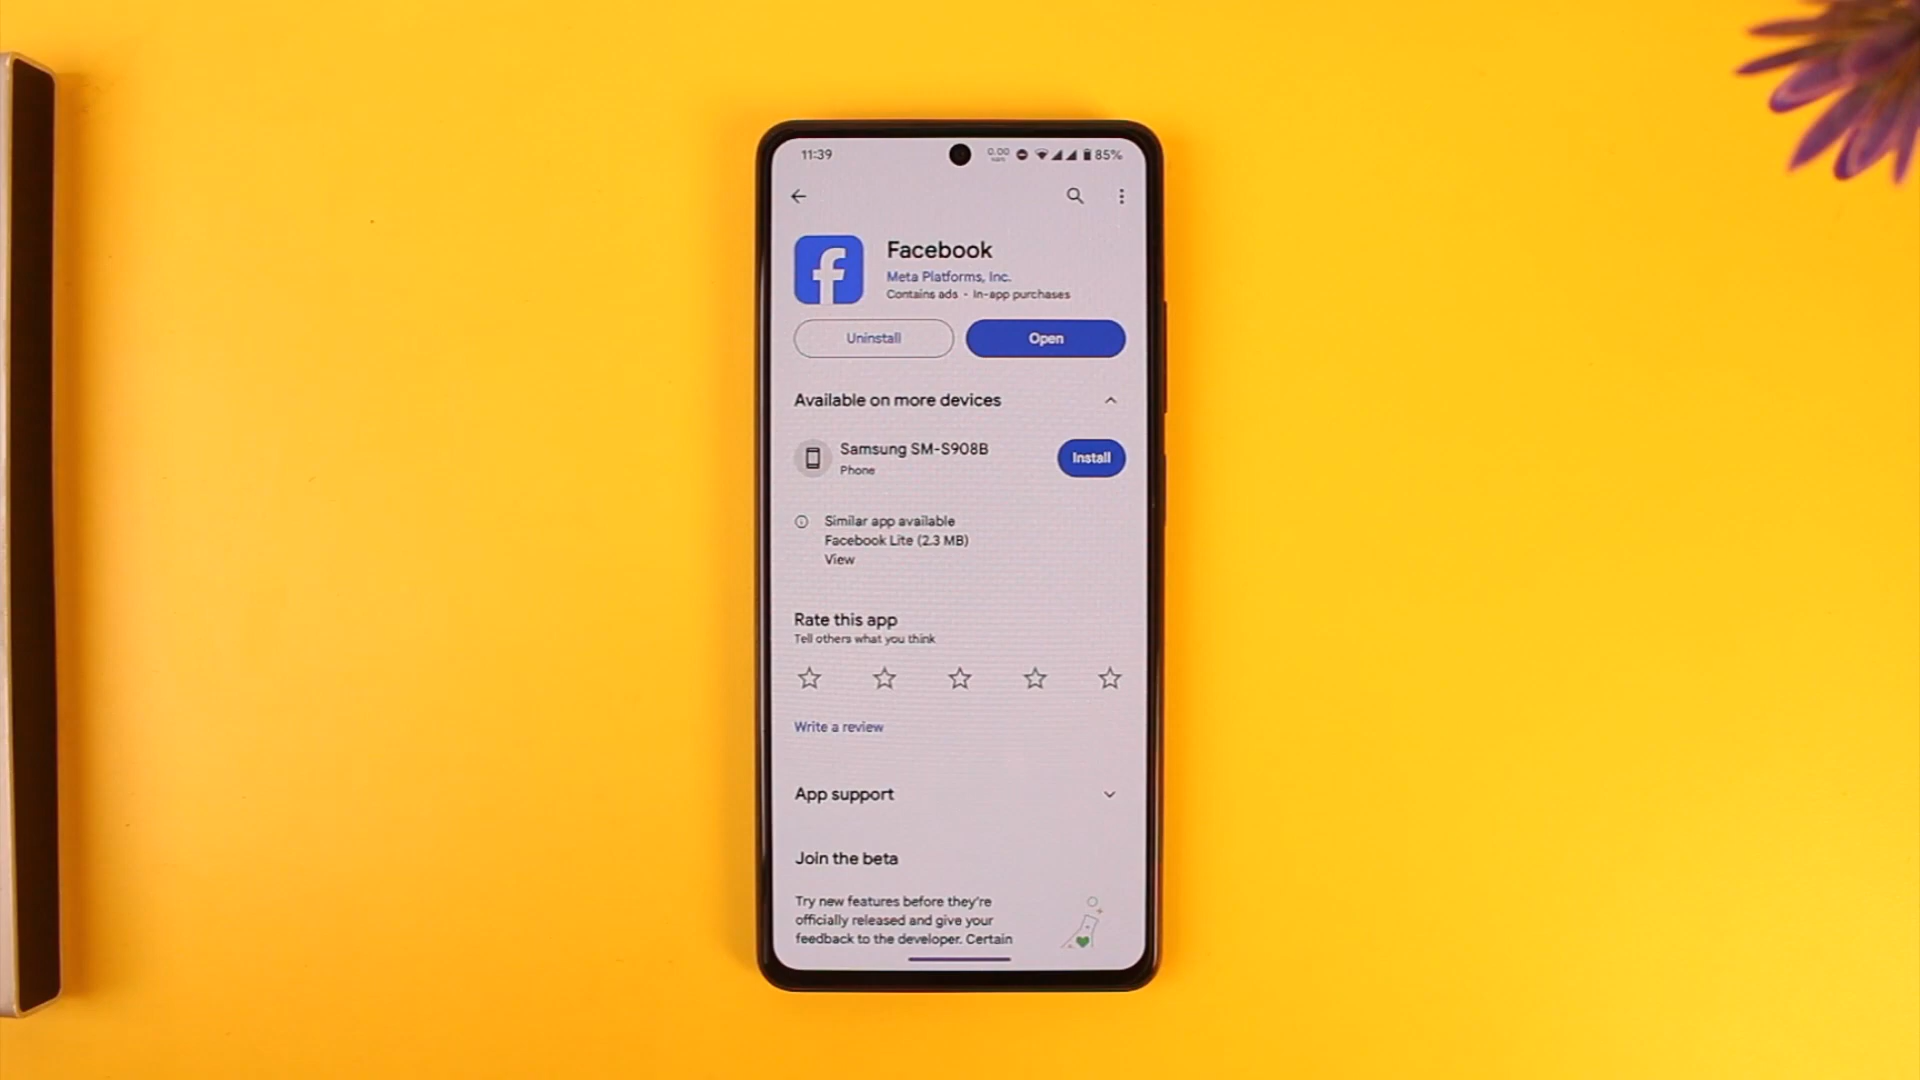 11:39
0.00
85%
Facebook
Meta Platforms, Inc.
Contains ads • In-app purchases
Uninstall
Open
Available on more devices
Samsung SM-S908B
Phone
Install
Similar app available
Facebook Lite (2.3 MB)
View
Rate this app
Tell others what you think
Write a review
App support
Join the beta
Try new features before they're
officially released and give your
feedback to the developer. Certain